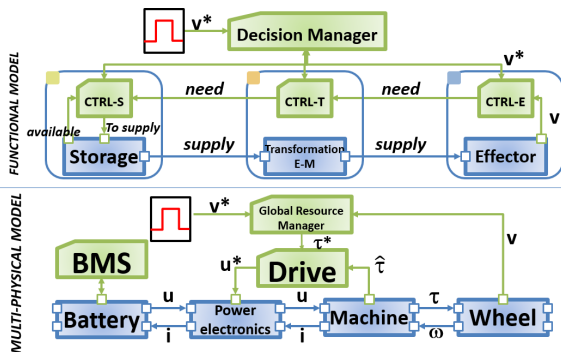 FUNCTIONAL MODEL
v*
Decision Manager
v*
CTRL-S
need
CTRL-T
need
CTRL-E
available
To supply
v
Storage
supply
Transformation
E-M
supply
Effector
MULTI-PHYSICAL MODEL
v*
Global Resource
Manager
v
τ*
BMS
u*
Drive
τ̂
u
u
τ
Battery
Power
electronics
Machine
Wheel
i
i
ω